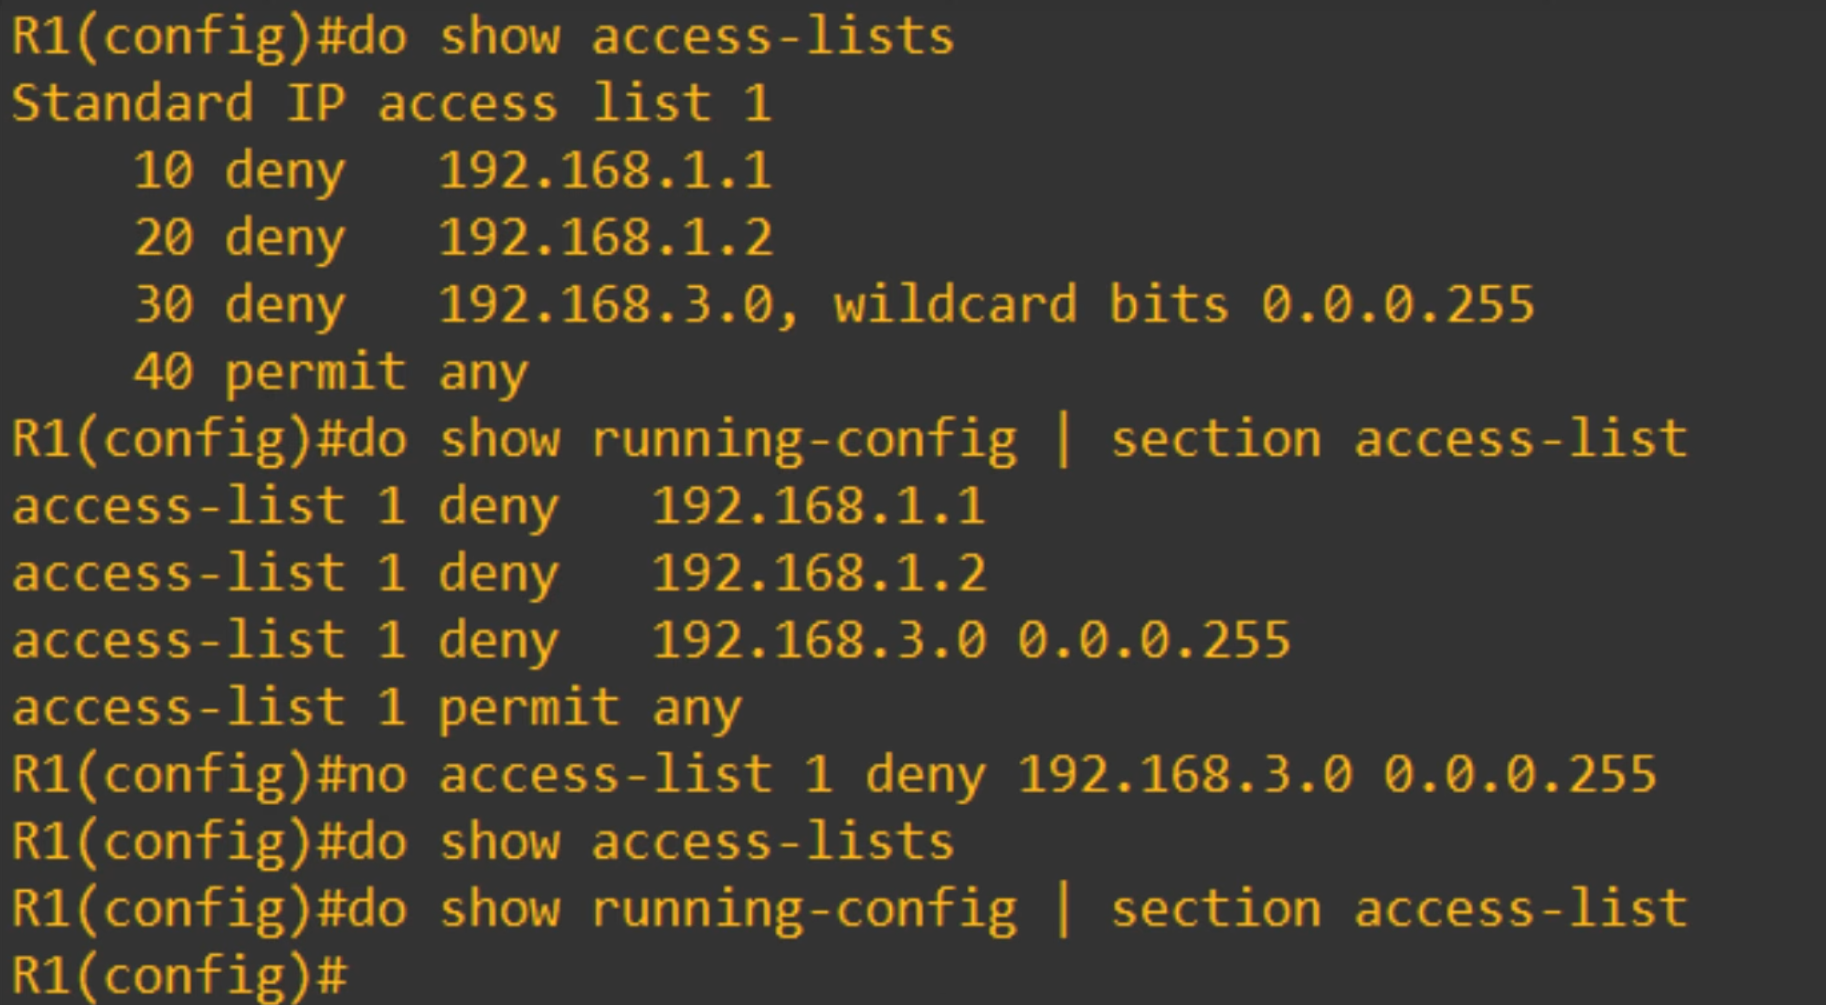 R1(config)#do show access-lists
Standard IP access list 1
    10 deny   192.168.1.1
    20 deny   192.168.1.2
    30 deny   192.168.3.0, wildcard bits 0.0.0.255
    40 permit any
R1(config)#do show running-config | section access-list
access-list 1 deny   192.168.1.1
access-list 1 deny   192.168.1.2
access-list 1 deny   192.168.3.0 0.0.0.255
access-list 1 permit any
R1(config)#no access-list 1 deny 192.168.3.0 0.0.0.255
R1(config)#do show access-lists
R1(config)#do show running-config | section access-list
R1(config)#